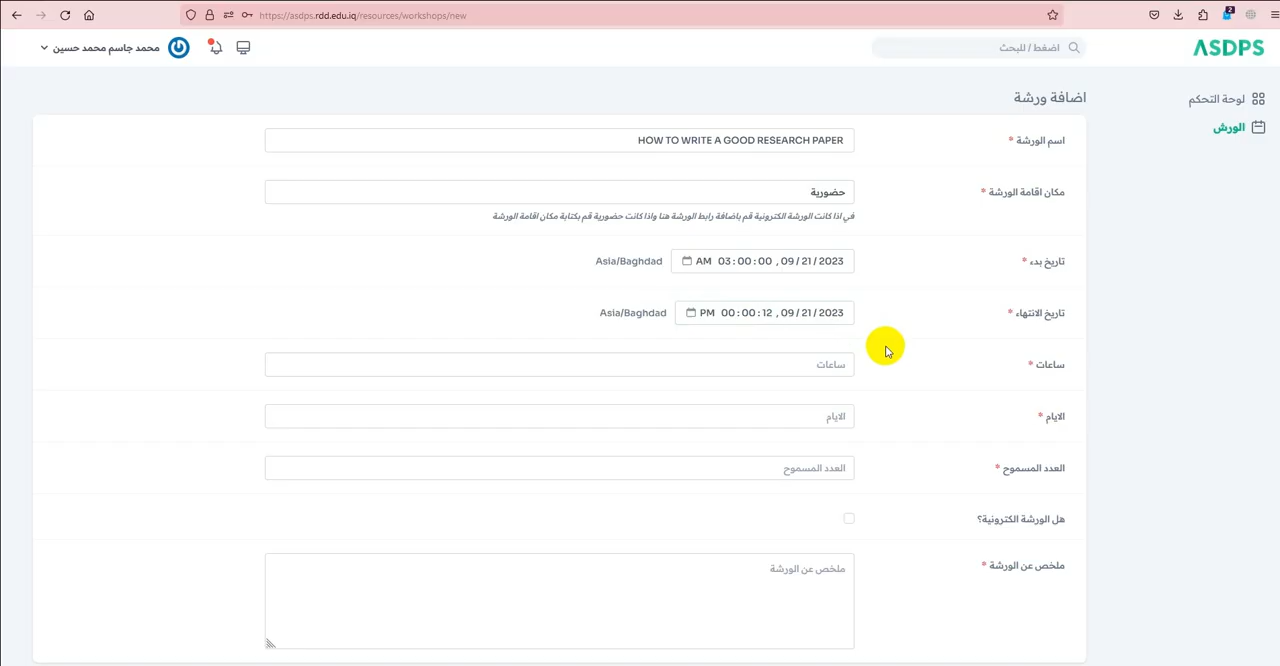 https://asdps.rdd.edu.iq/resources/workshops/new
2
ASDPS
اضغط / للبحث
محمد جاسم محمد حسين
لوحة التحكم
الورش
اضافة ورشة
اسم الورشة *
HOW TO WRITE A GOOD RESEARCH PAPER
مكان اقامة الورشة *
حضورية
في اذا كانت الورشة الكترونية قم باضافة رابط الورشة هنا واذا كانت حضورية قم بكتابة مكان اقامة الورشة
تاريخ بدء *
AM 03:00:00 ,09/21/2023
Asia/Baghdad
تاريخ الانتهاء *
PM 00:00:12 ,09/21/2023
Asia/Baghdad
ساعات *
ساعات
الايام *
الايام
العدد المسموح *
العدد المسموح
هل الورشة الكترونية؟
ملخص عن الورشة *
ملخص عن الورشة